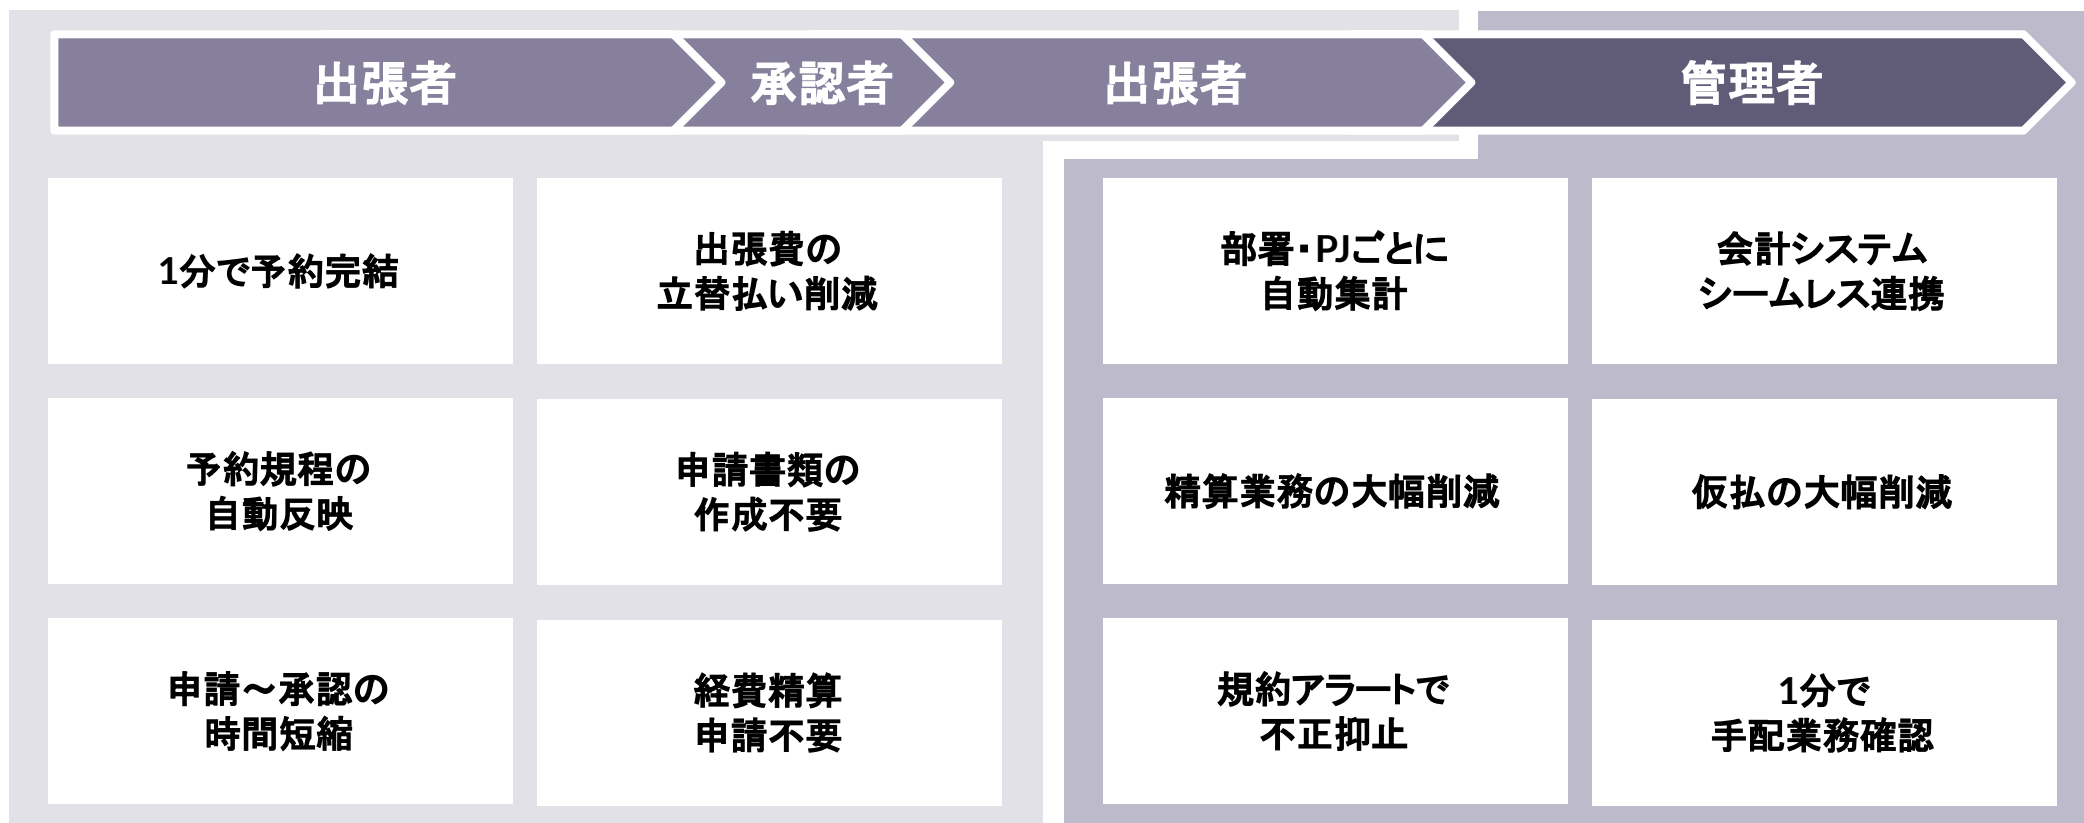 出張者
承認者
出張者
管理者
1分で予約完結
出張費の
立替払い削減
部署・PJごとに
自動集計
会計システム
シームレス連携
予約規程の
自動反映
申請書類の
作成不要
精算業務の大幅削減
仮払の大幅削減
申請～承認の
時間短縮
経費精算
申請不要
規約アラートで
不正抑止
1分で
手配業務確認